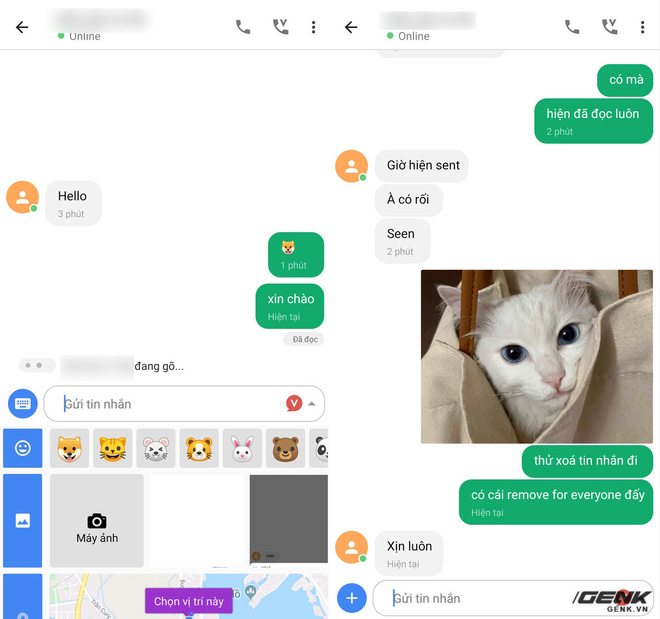 Online
Hello
3 phút
1 phút
xin chào
Hiện tại
Đã đọc
đang gõ...
Gửi tin nhắn
V
Máy ảnh
Hello
Chọn vị trí này
V
Online
V
có mà
hiện đã đọc luôn
2 phút
Giờ hiện sent
À có rồi
Seen
2 phút
thử xoá tin nhắn đi
có cái remove for everyone đấy
Hiện tại
Xịn luôn
Hiện tại
Gửi tin nhắn
GENK
GENK.VN